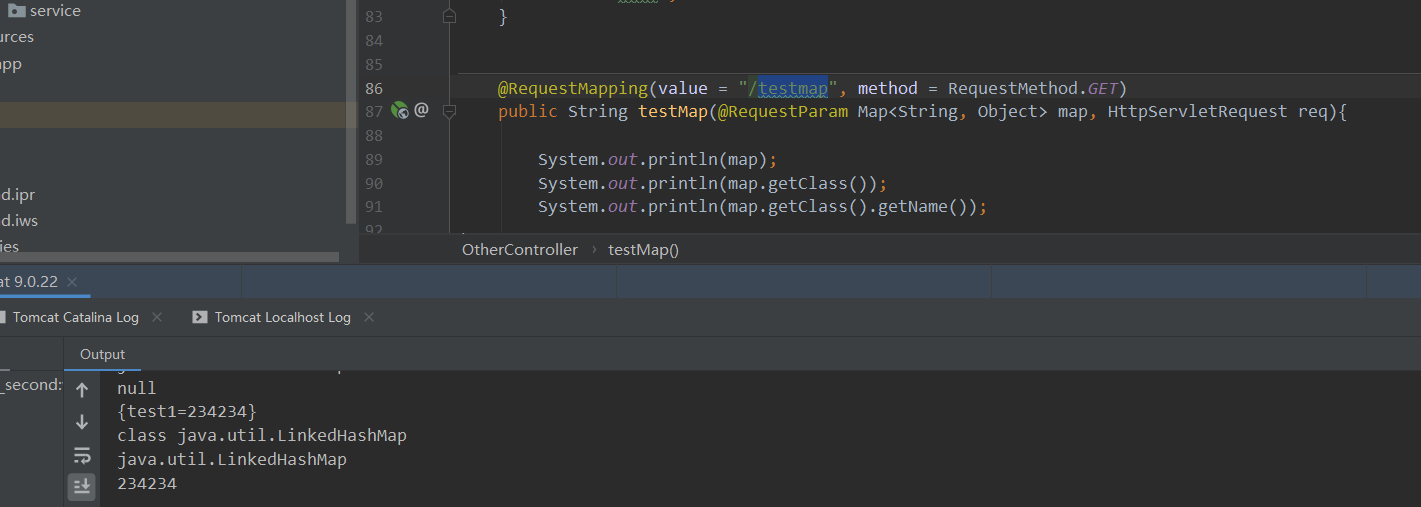 service
83 }
urces
84
app
85
86 @RequestMapping(value = "/testmap", method = RequestMethod.GET)
87 @ public String testMap(@RequestParam Map<String, Object> map, HttpServletRequest req){
88
89 System.out.println(map);
90 System.out.println(map.getClass());
d.ipr
91 System.out.println(map.getClass().getName());
d.iws
92
ies
OtherController › testMap()
at 9.0.22 ×
Tomcat Catalina Log × Tomcat Localhost Log ×
Output
_second:
null
{test1=234234}
class java.util.LinkedHashMap
java.util.LinkedHashMap
234234